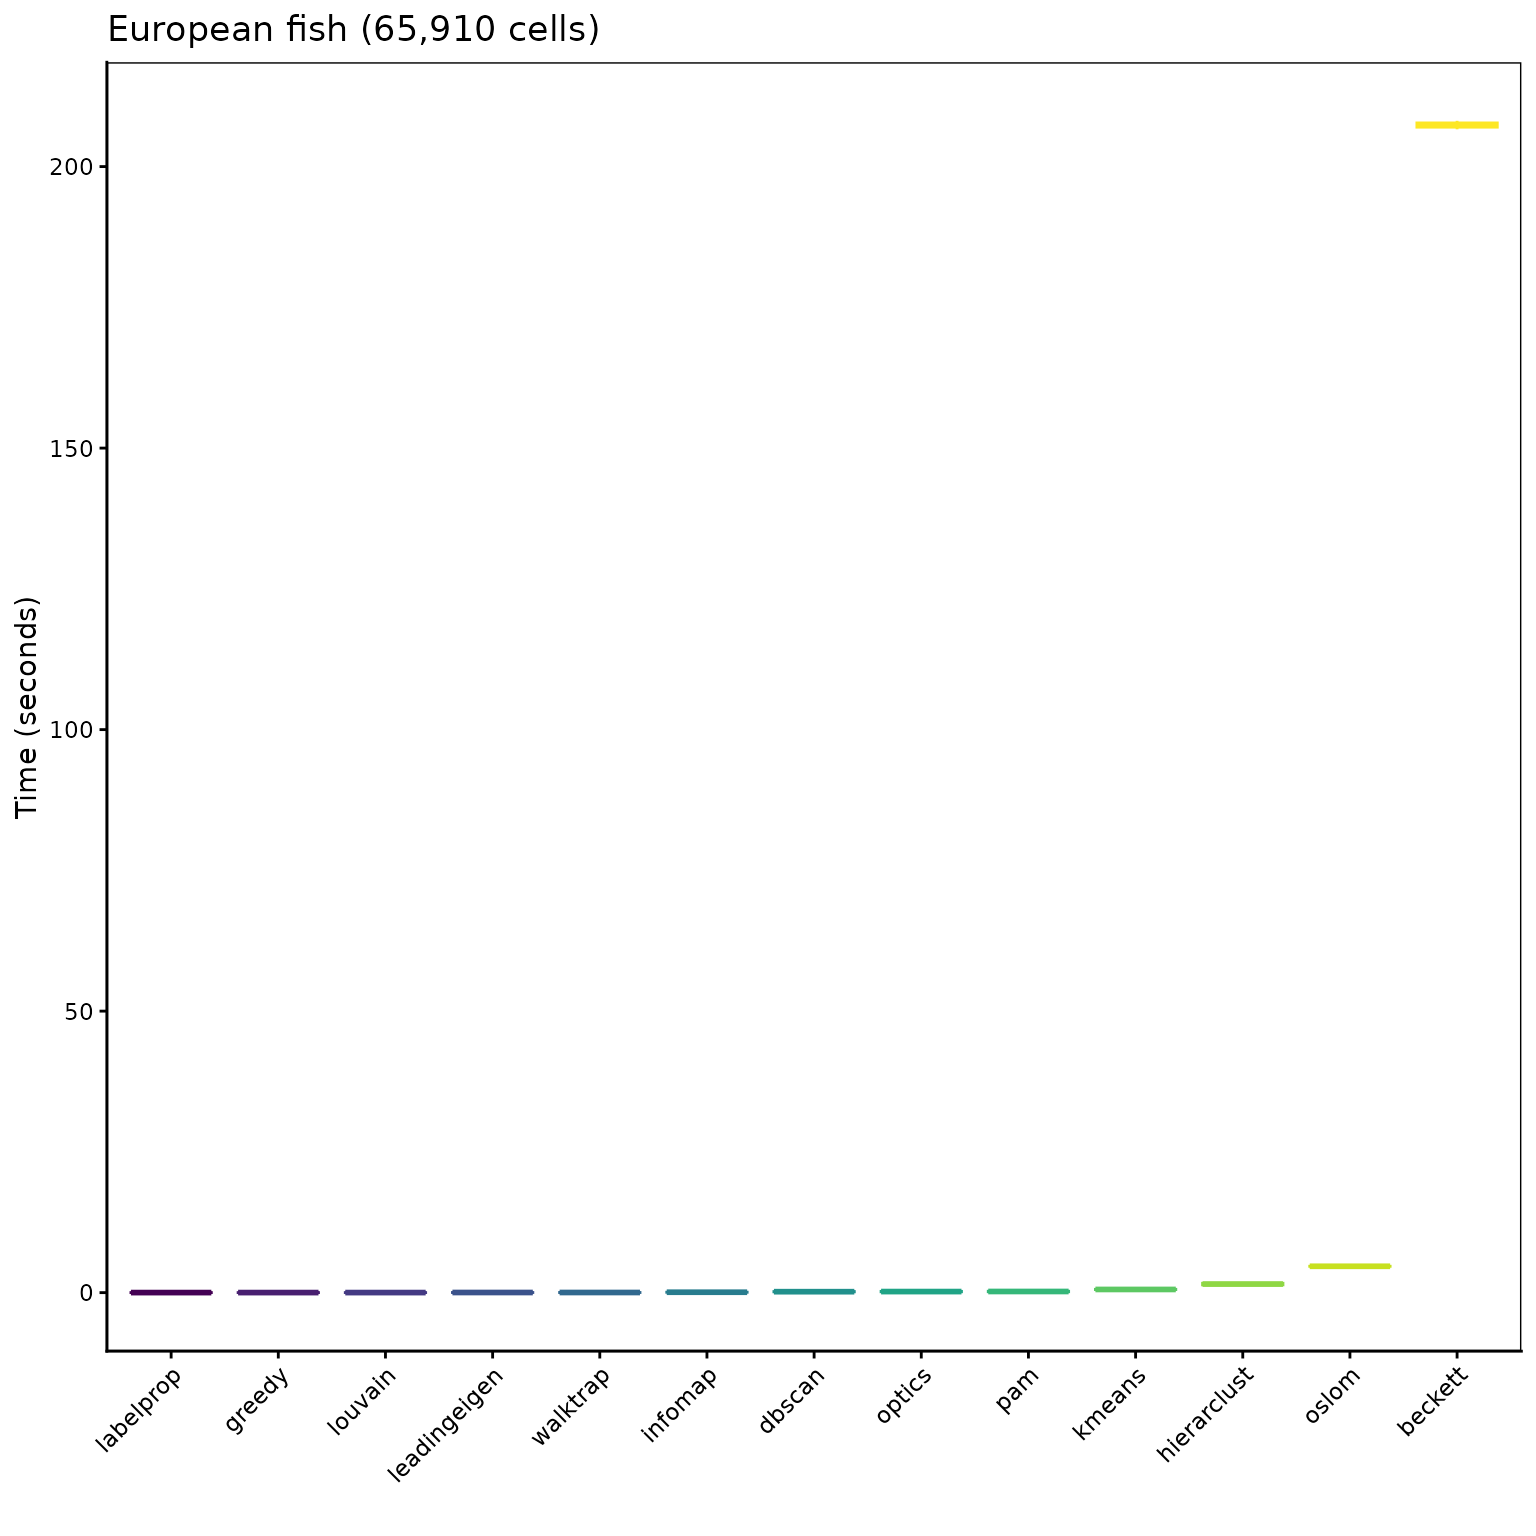 European fish (65,910 cells)
Time (seconds)
200
150
100
50
0
labelprop
greedy
louvain
leadingeigen
walktrap
infomap
dbscan
optics
pam
kmeans
hierarclust
oslom
beckett